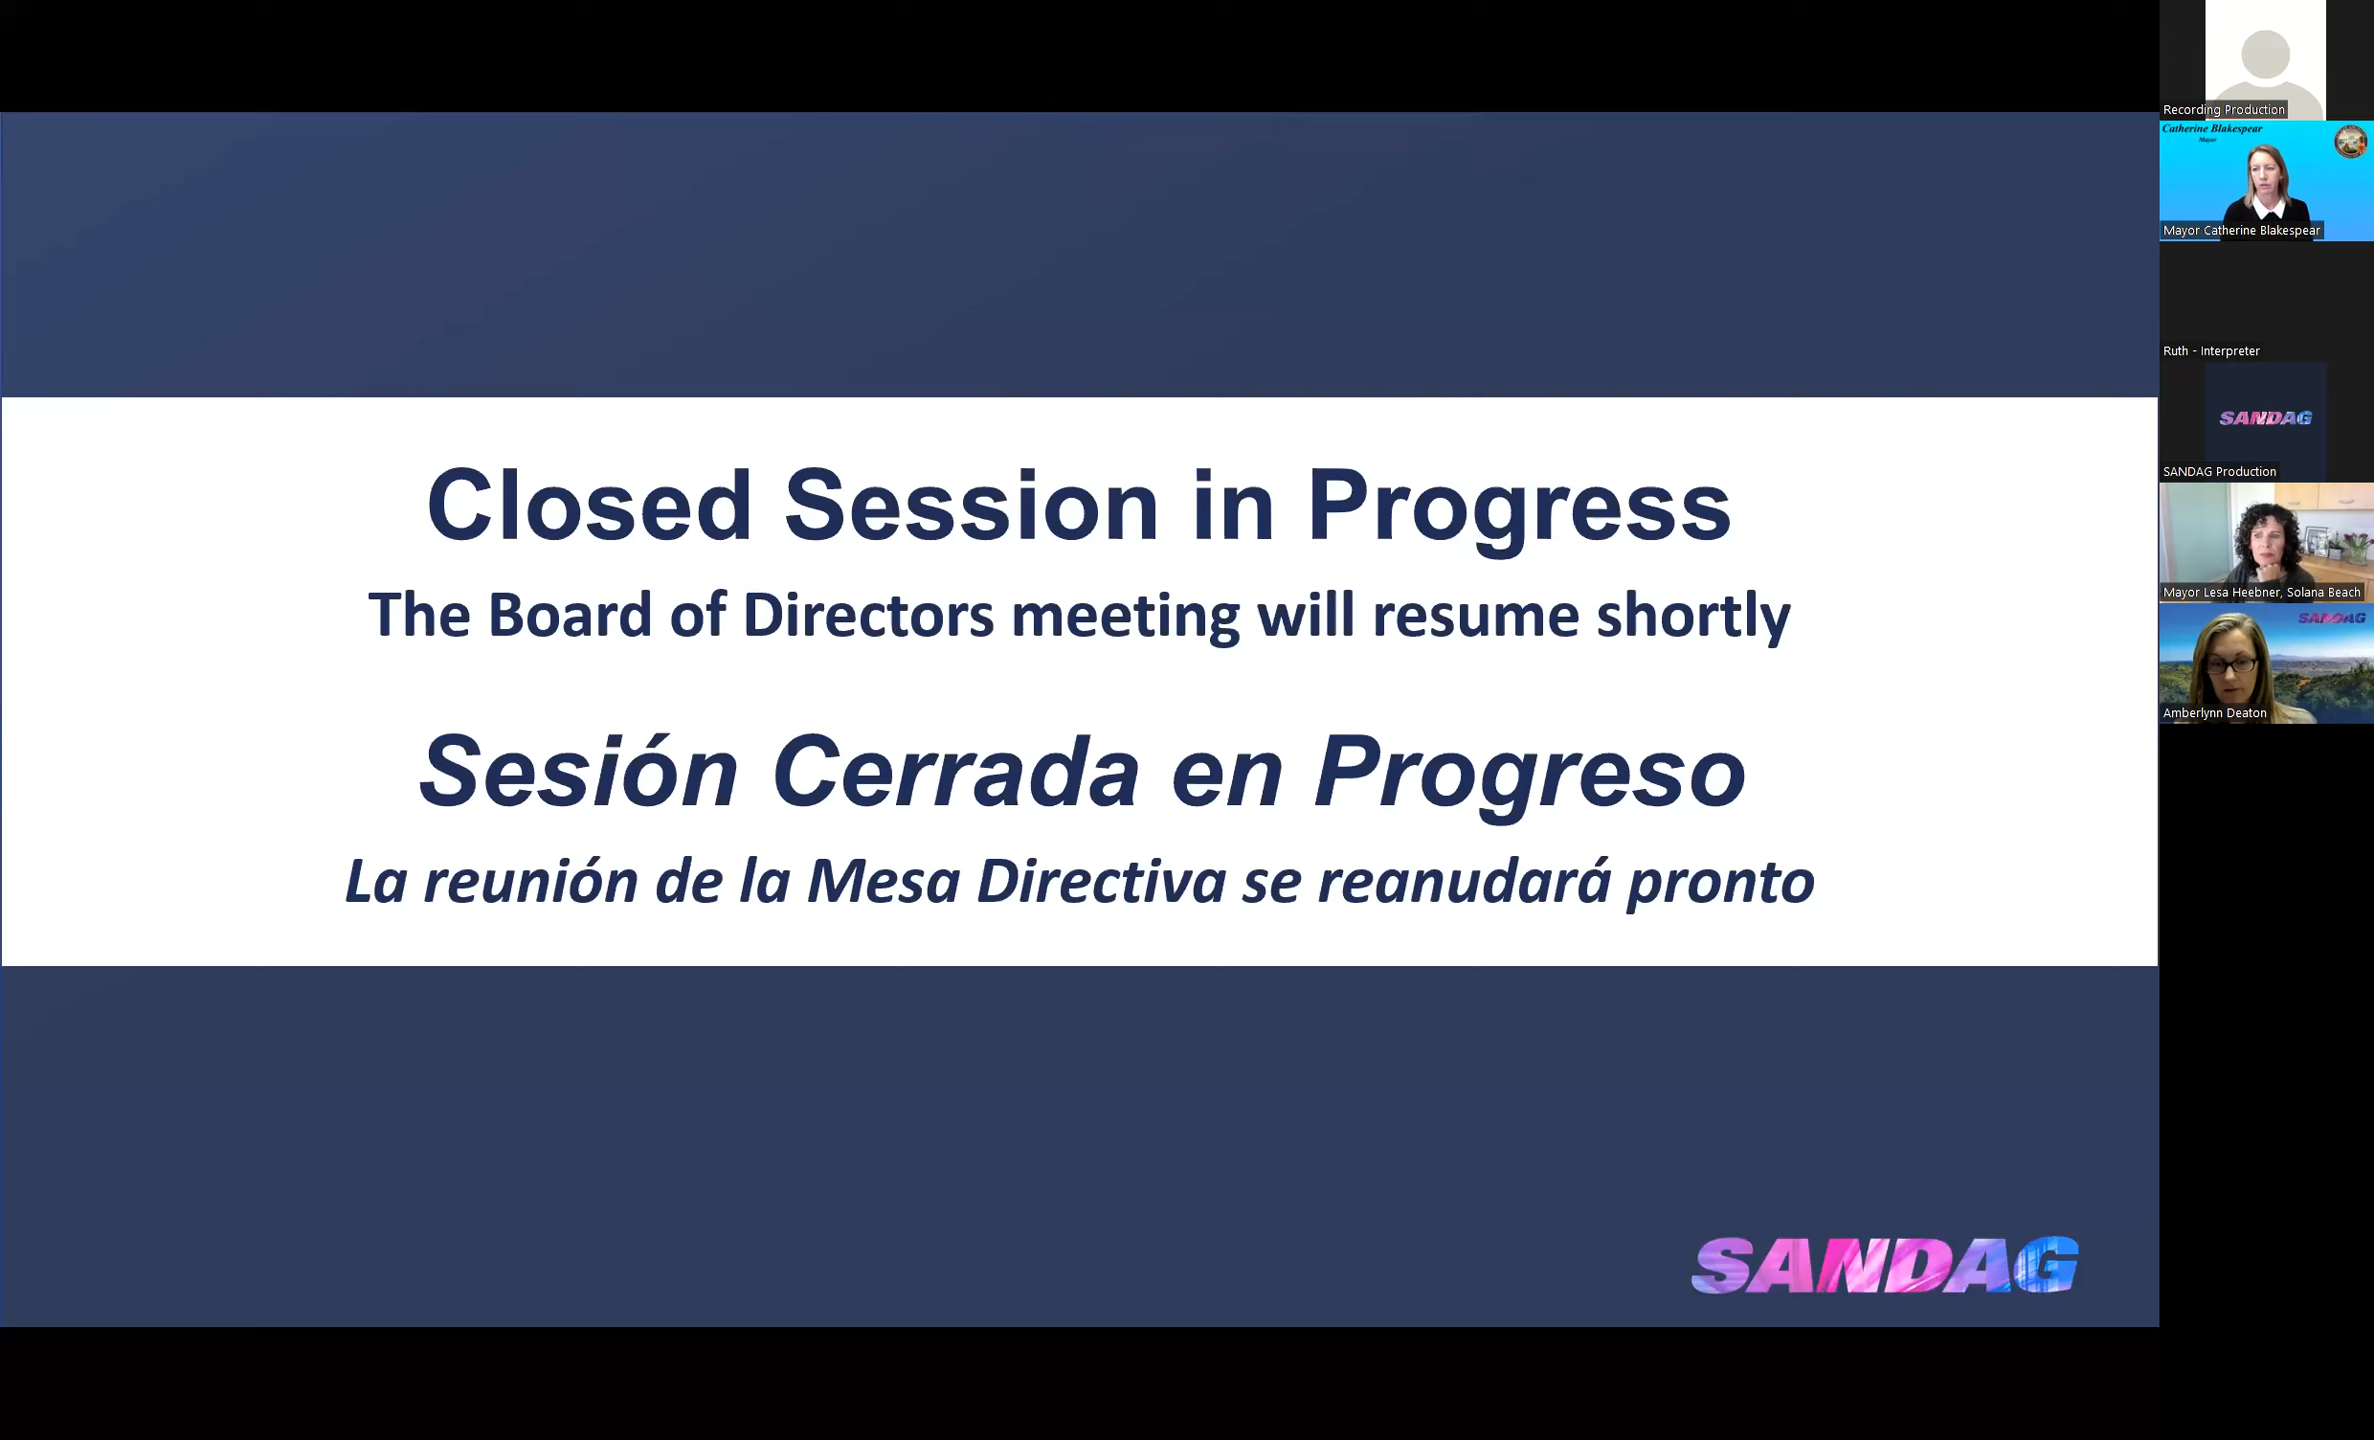 Closed Session in Progress
The Board of Directors meeting will resume shortly
Sesión Cerrada en Progreso
La reunión de la Mesa Directiva se reanudará pronto
SANDAG
Recording Production
Catherine Blakespear
Mayor
Mayor Catherine Blakespear
Ruth - Interpreter
SANDAG
SANDAG Production
Mayor Lesa Heebner, Solana Beach
SANDAG
Amberlynn Deaton